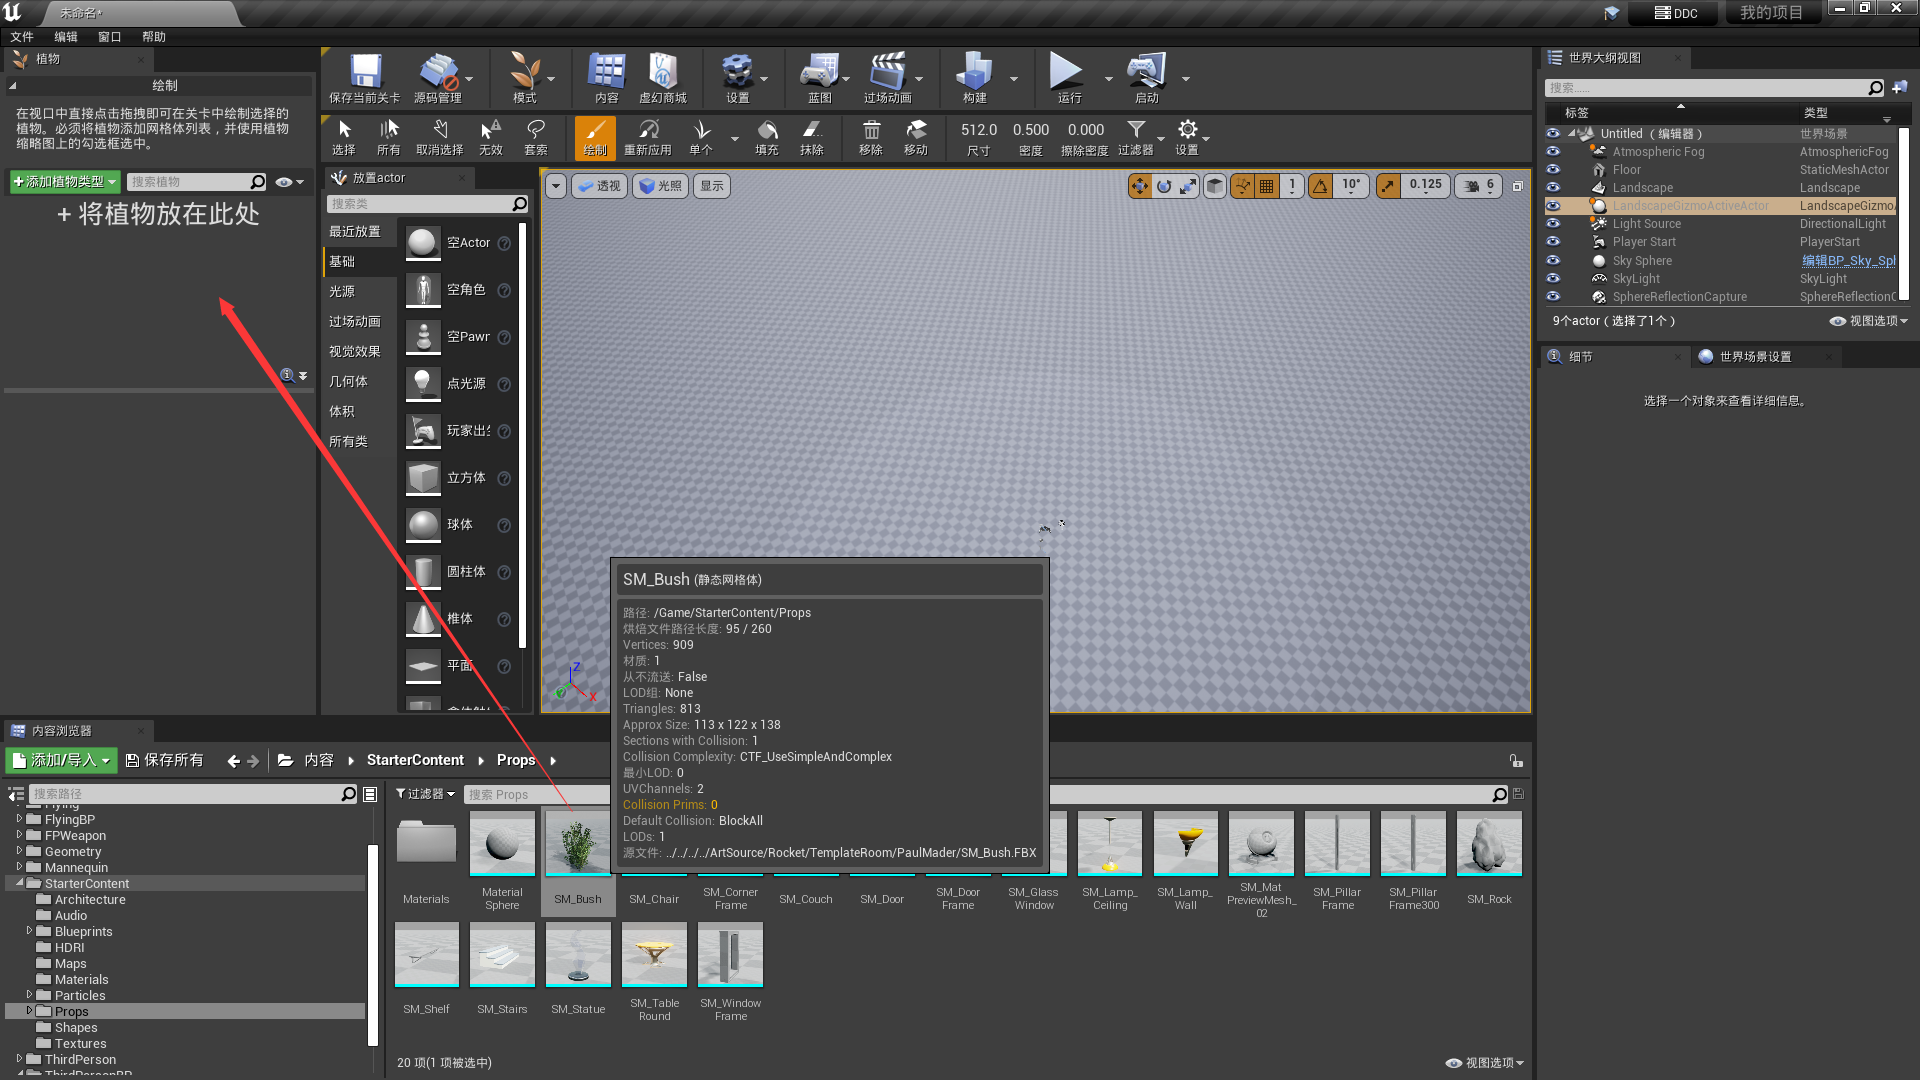 未命名*
DDC
我的项目
文件
编辑
窗口
帮助
植物
绘制
在视口中直接点击拖拽即可在关卡中绘制选择的
植物。必须将植物添加网格体列表，并使用植物
缩略图上的勾选框选中。
添加植物类型
搜索植物
+ 将植物放在此处
保存当前关卡
源码管理
模式
内容
虚幻商城
设置
蓝图
过场动画
构建
运行
启动
选择
所有
取消选择
无效
套索
绘制
重新应用
单个
填充
抹除
移除
移动
512.0
尺寸
0.500
密度
0.000
擦除密度
过滤器
设置
放置actor
搜索类
最近放置
基础
光源
过场动画
视觉效果
几何体
体积
所有类
空Actor
空角色
空Pawn
点光源
玩家出生
立方体
球体
圆柱体
椎体
平面
透视
光照
显示
1
10°
0.125
6
Z
X
世界大纲视图
搜索......
标签
类型
Untitled（编辑器）
世界场景
Atmospheric Fog
AtmosphericFog
Floor
StaticMeshActor
Landscape
Landscape
LandscapeGizmoActiveActor
LandscapeGizmoA
Light Source
DirectionalLight
Player Start
PlayerStart
Sky Sphere
编辑BP_Sky_Sph
SkyLight
SkyLight
SphereReflectionCapture
SphereReflectionC
9个actor（选择了1个）
视图选项
细节
世界场景设置
选择一个对象来查看详细信息。
SM_Bush (静态网格体)
路径: /Game/StarterContent/Props
烘焙文件路径长度: 95 / 260
Vertices: 909
材质: 1
从不流送: False
LOD组: None
Triangles: 813
Approx Size: 113 x 122 x 138
Sections with Collision: 1
Collision Complexity: CTF_UseSimpleAndComplex
最小LOD: 0
UVChannels: 2
Collision Prims: 0
Default Collision: BlockAll
LODs: 1
源文件: ../../../../ArtSource/Rocket/TemplateRoom/PaulMader/SM_Bush.FBX
内容浏览器
添加/导入
保存所有
内容
StarterContent
Props
搜索路径
过滤器
搜索 Props
Flying
FlyingBP
FPWeapon
Geometry
Mannequin
StarterContent
Architecture
Audio
Blueprints
HDRI
Maps
Materials
Particles
Props
Shapes
Textures
ThirdPerson
ThirdPersonBP
Materials
Material
Sphere
SM_Bush
SM_Chair
SM_Corner
Frame
SM_Couch
SM_Door
SM_Door
Frame
SM_Glass
Window
SM_Lamp_
Ceiling
SM_Lamp_
Wall
SM_Mat
PreviewMesh_
02
SM_Pillar
Frame
SM_Pillar
Frame300
SM_Rock
SM_Shelf
SM_Stairs
SM_Statue
SM_Table
Round
SM_Window
Frame
20 项(1 项被选中)
视图选项